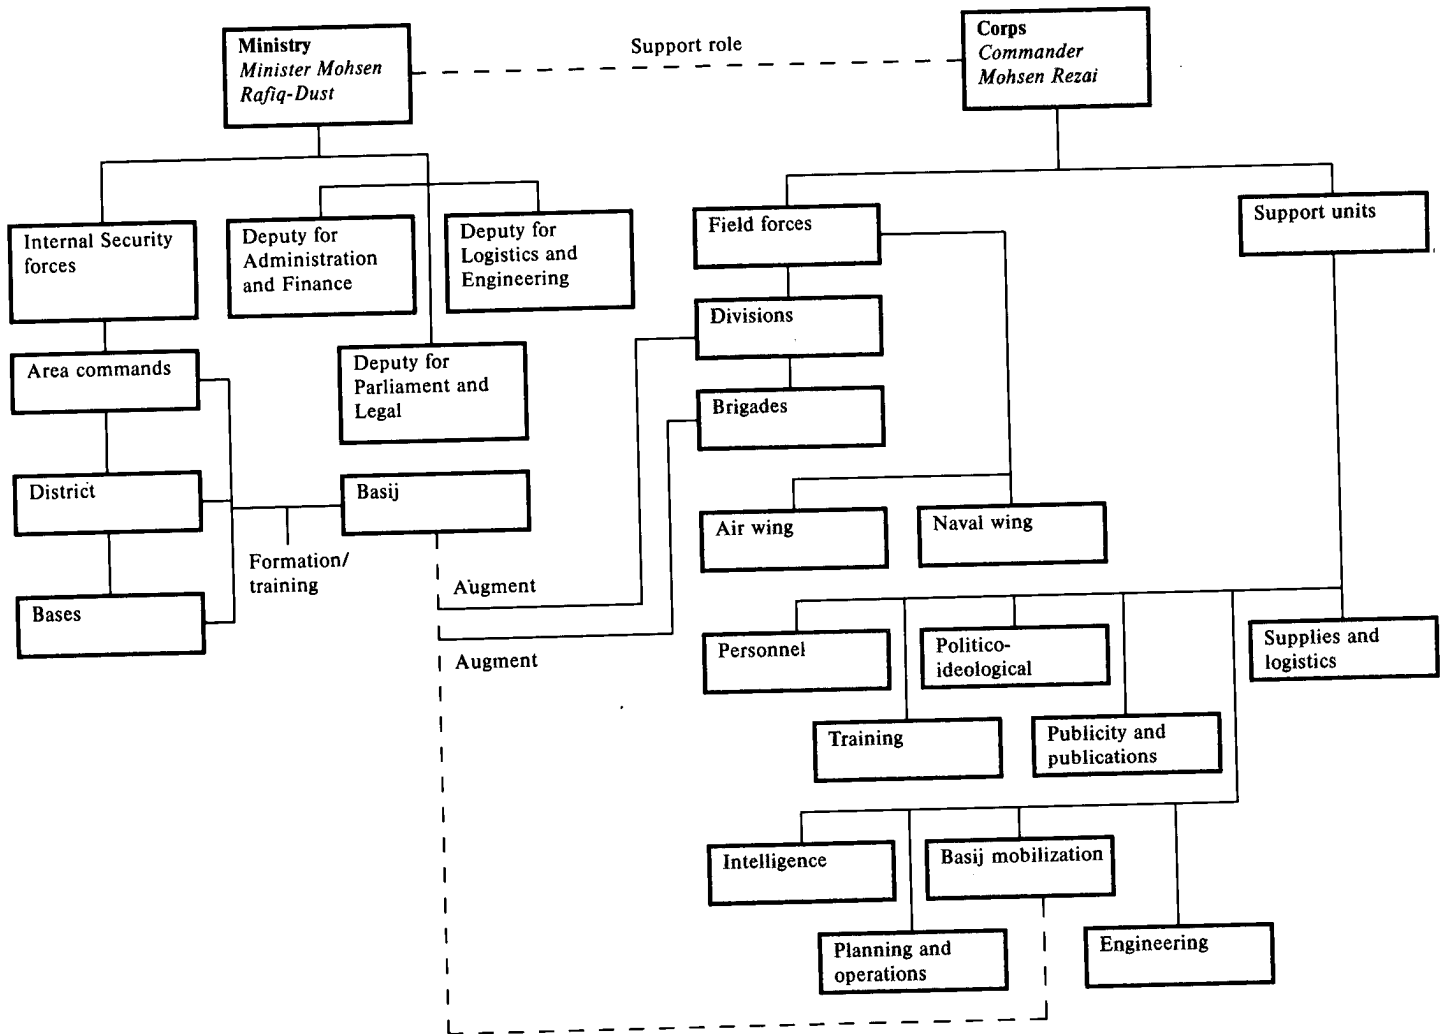 Ministry
Minister Mohsen
Rafiq-Dust
Support role
Corps
Commander
Mohsen Rezai
Internal Security
forces
Deputy for
Administration
and Finance
Deputy for
Logistics and
Engineering
Field forces
Support units
Area commands
Deputy for
Parliament and
Legal
Divisions
Brigades
District
Basij
Formation/
training
Air wing
Naval wing
Bases
Augment
Augment
Personnel
Politico-
ideological
Supplies and
logistics
Training
Publicity and
publications
Intelligence
Basij mobilization
Planning and
operations
Engineering